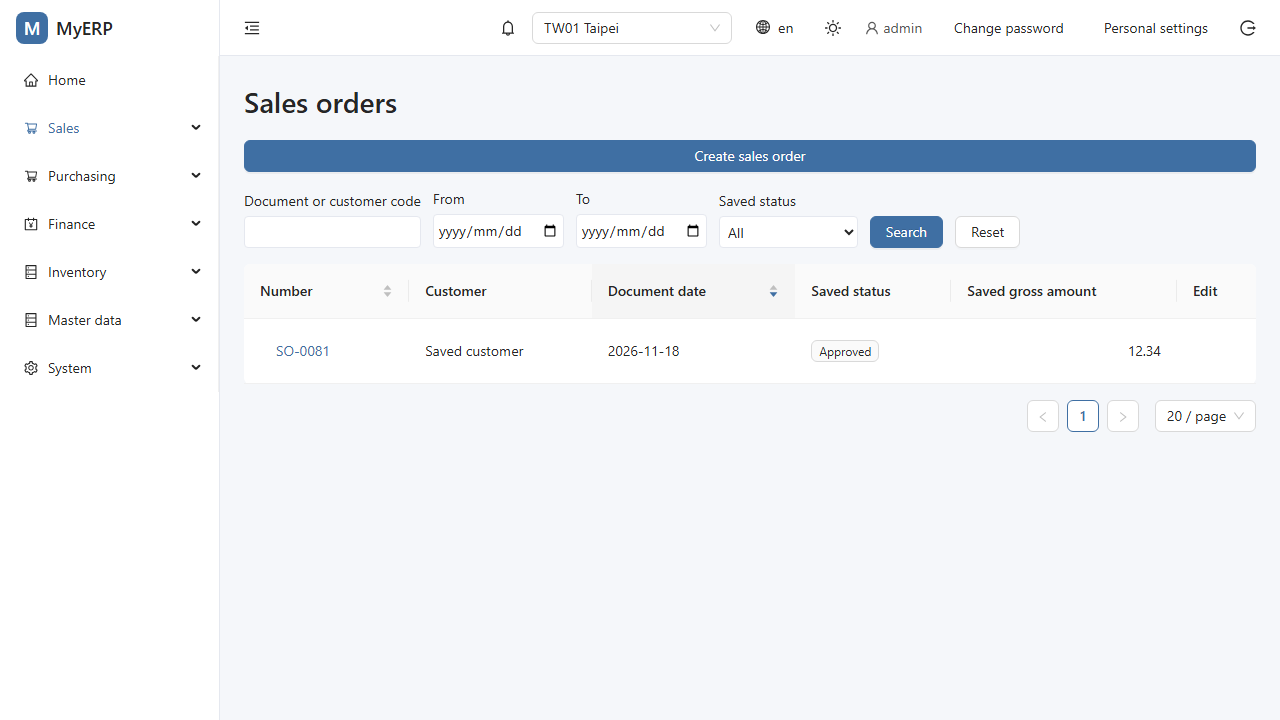 M MyERP
TW01 Taipei
en
admin
Change password
Personal settings
Home
Sales
Purchasing
Finance
Inventory
Master data
System
Sales orders
Create sales order
Document or customer code
From
To
Saved status
yyyy/mm/dd
yyyy/mm/dd
All
Search
Reset
Number
Customer
Document date
Saved status
Saved gross amount
Edit
SO-0081
Saved customer
2026-11-18
Approved
12.34
1
20 / page